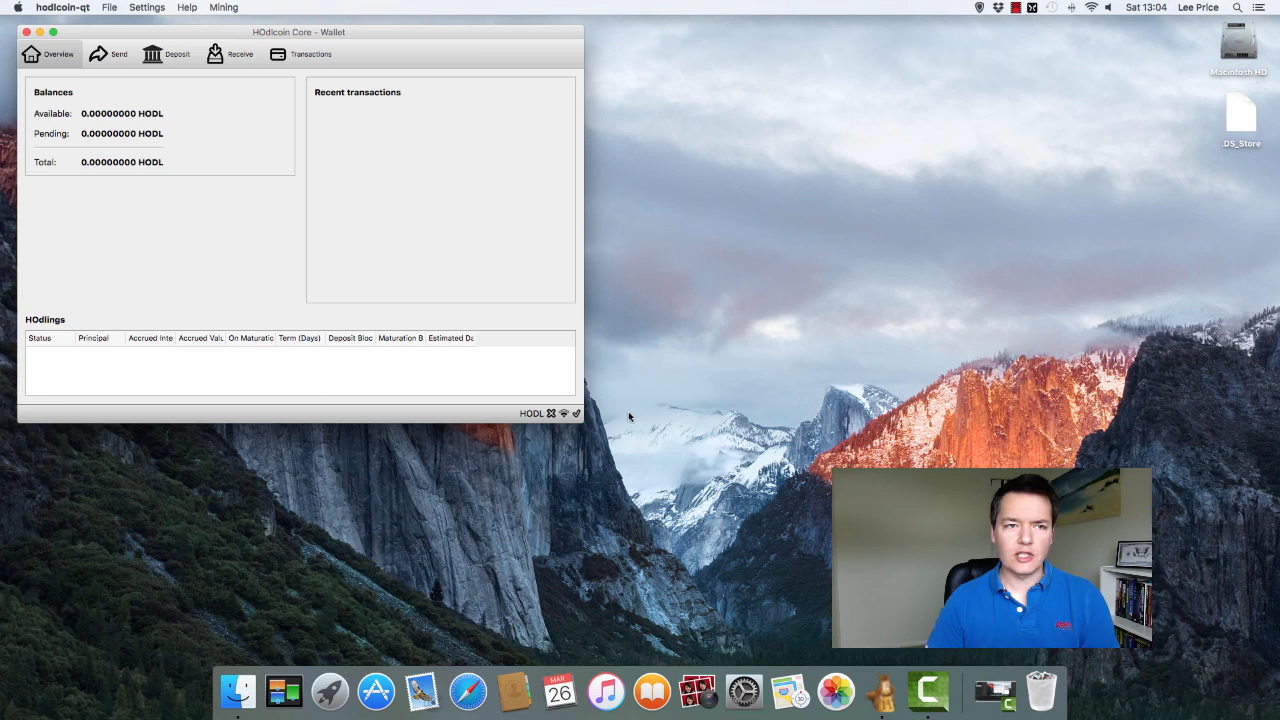 hodlcoin-qt File Settings Help Mining Sat 13:04 Lee Price
HOdlcoin Core - Wallet
Overview Send Deposit Receive Transactions
Balances
Available: 0.00000000 HODL
Pending: 0.00000000 HODL
Total: 0.00000000 HODL
Recent transactions
HOdlings
Status Principal Accrued Inte Accrued Valu On Maturatic Term (Days) Deposit Bloc Maturation B Estimated Da
HODL
Macintosh HD
.DS_Store
MAR
26